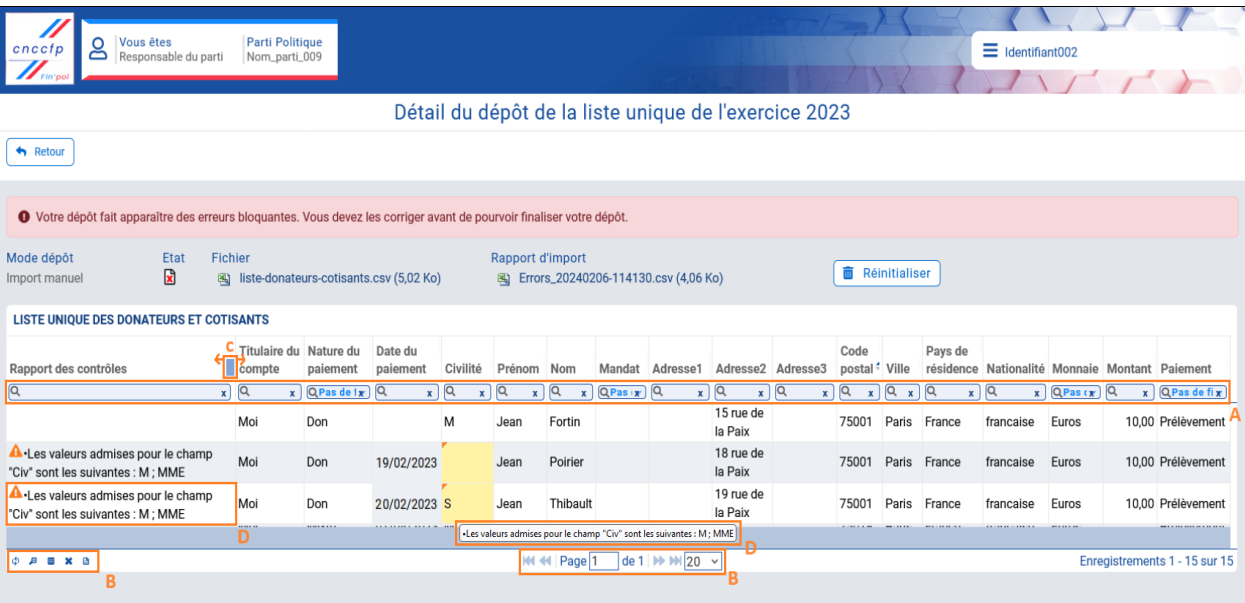 cnccfp
Fin'pol
Vous êtes
Responsable du parti
Parti Politique
Nom_parti_009
Identifiant002
Détail du dépôt de la liste unique de l'exercice 2023
Retour
Votre dépôt fait apparaître des erreurs bloquantes. Vous devez les corriger avant de pourvoir finaliser votre dépôt.
Mode dépôt Etat Fichier Rapport d'import
Import manuel liste-donateurs-cotisants.csv (5,02 Ko) Errors_20240206-114130.csv (4,06 Ko) Réinitialiser
LISTE UNIQUE DES DONATEURS ET COTISANTS
C
Titulaire du Nature du Date du Code Pays de
Rapport des contrôles compte paiement paiement Civilité Prénom Nom Mandat Adresse1 Adresse2 Adresse3 postal Ville résidence Nationalité Monnaie Montant Paiement
x x Pas de x x x x x Pas x x x x x x x x Pas x x Pas de fi x
A
15 rue de
Moi Don M Jean Fortin 75001 Paris France francaise Euros 10,00 Prélèvement
la Paix
•Les valeurs admises pour le champ 18 rue de
Moi Don 19/02/2023 Jean Poirier 75001 Paris France francaise Euros 10,00 Prélèvement
"Civ" sont les suivantes : M ; MME la Paix
•Les valeurs admises pour le champ 19 rue de
Moi Don 20/02/2023 S Jean Thibault 75001 Paris France francaise Euros 10,00 Prélèvement
"Civ" sont les suivantes : M ; MME la Paix
D
•Les valeurs admises pour le champ "Civ" sont les suivantes : M ; MME
D
Page 1 de 1 20 Enregistrements 1 - 15 sur 15
B B